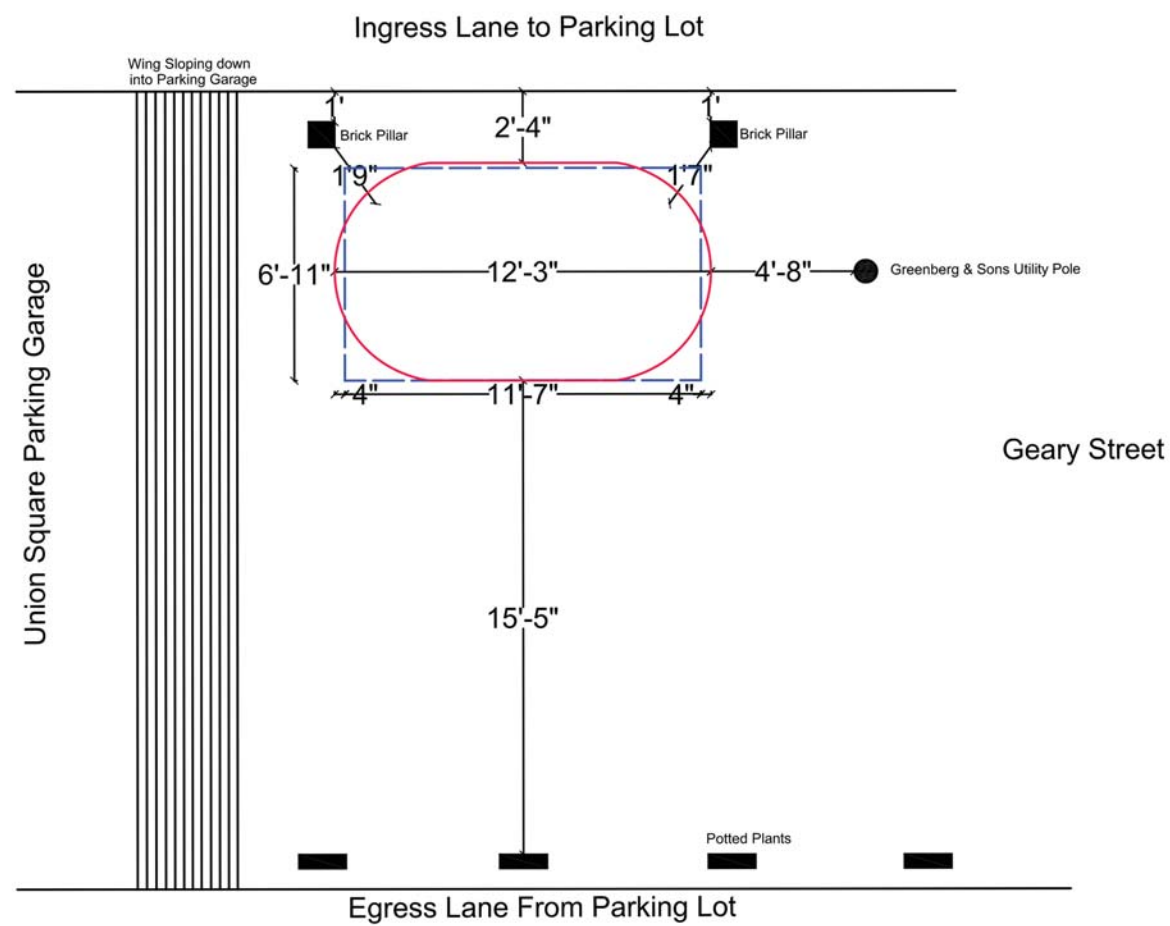 Ingress Lane to Parking Lot
Wing Sloping down
into Parking Garage
1'
1'
2'-4"
Brick Pillar
Brick Pillar
1'9"
1'7"
6'-11"
12'-3"
4'-8"
Greenberg & Sons Utility Pole
4"
11'-7"
4"
Union Square Parking Garage
Geary Street
15'-5"
Potted Plants
Egress Lane From Parking Lot